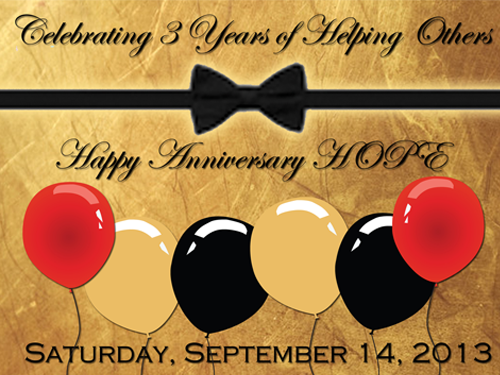 Celebrating 3 Years of Helping Others
Happy Anniversary HOPE
Saturday, September 14, 2013